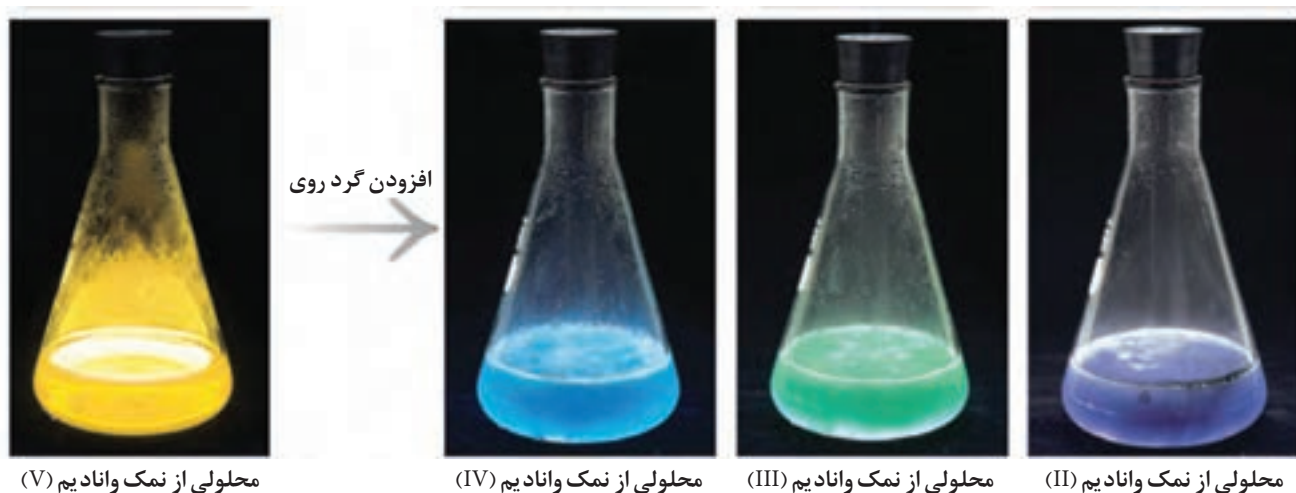 افزودن گرد روی
محلولی از نمک وانادیم (V)
محلولی از نمک وانادیم (IV)
محلولی از نمک وانادیم (III)
محلولی از نمک وانادیم (II)